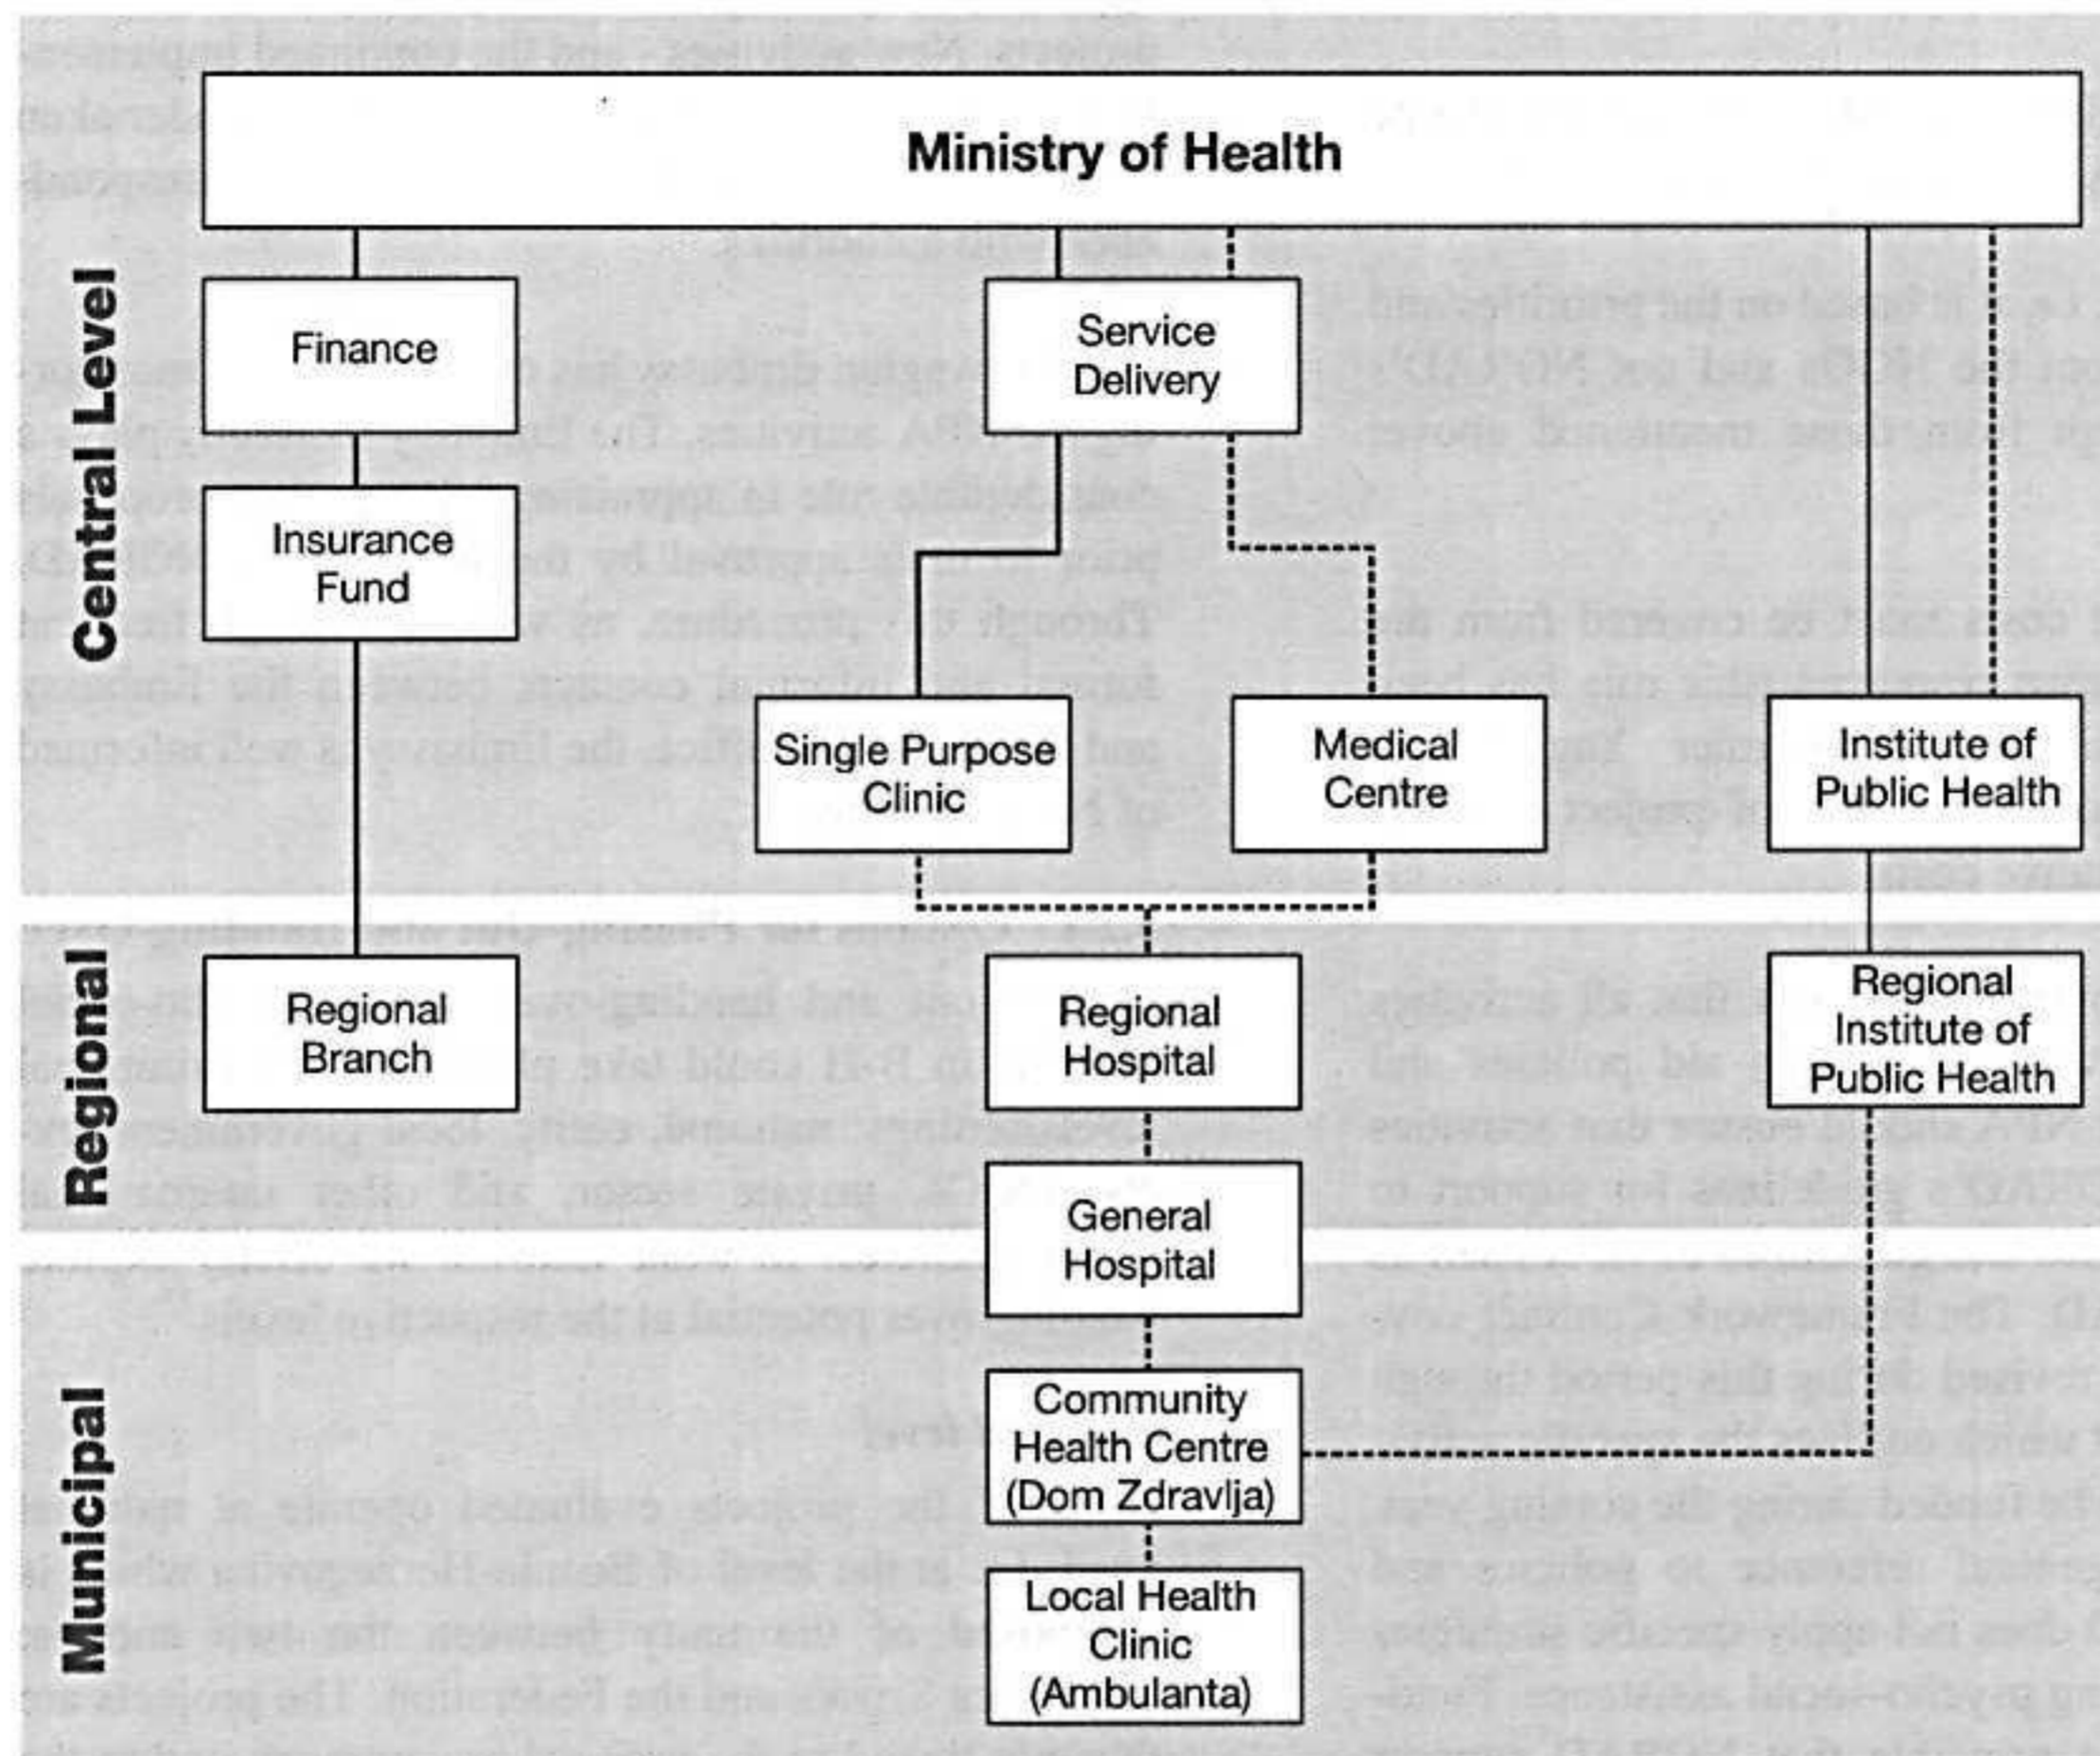 Ministry of Health
Central Level
Finance
Service
Delivery
Insurance
Fund
Single Purpose
Clinic
Medical
Centre
Institute of
Public Health
Regional
Regional
Branch
Regional
Hospital
Regional
Institute of
Public Health
General
Hospital
Municipal
Community
Health Centre
(Dom Zdravlja)
Local Health
Clinic
(Ambulanta)